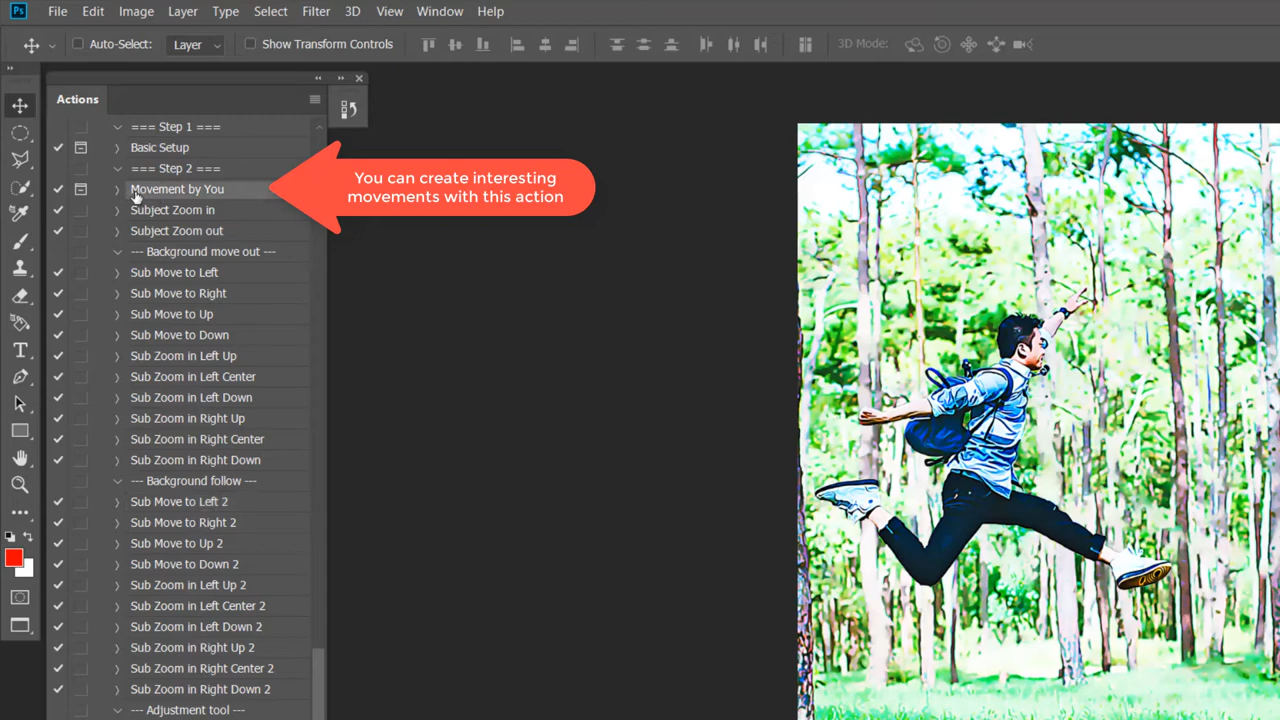 Ps File Edit Image Layer Type Select Filter 3D View Window Help
Auto-Select: Layer Show Transform Controls 3D Mode:
Actions
=== Step 1 ===
Basic Setup
=== Step 2 ===
Movement by You
You can create interesting
movements with this action
Subject Zoom in
Subject Zoom out
--- Background move out ---
Sub Move to Left
Sub Move to Right
Sub Move to Up
Sub Move to Down
Sub Zoom in Left Up
Sub Zoom in Left Center
Sub Zoom in Left Down
Sub Zoom in Right Up
Sub Zoom in Right Center
Sub Zoom in Right Down
--- Background follow ---
Sub Move to Left 2
Sub Move to Right 2
Sub Move to Up 2
Sub Move to Down 2
Sub Zoom in Left Up 2
Sub Zoom in Left Center 2
Sub Zoom in Left Down 2
Sub Zoom in Right Up 2
Sub Zoom in Right Center 2
Sub Zoom in Right Down 2
--- Adjustment tool ---